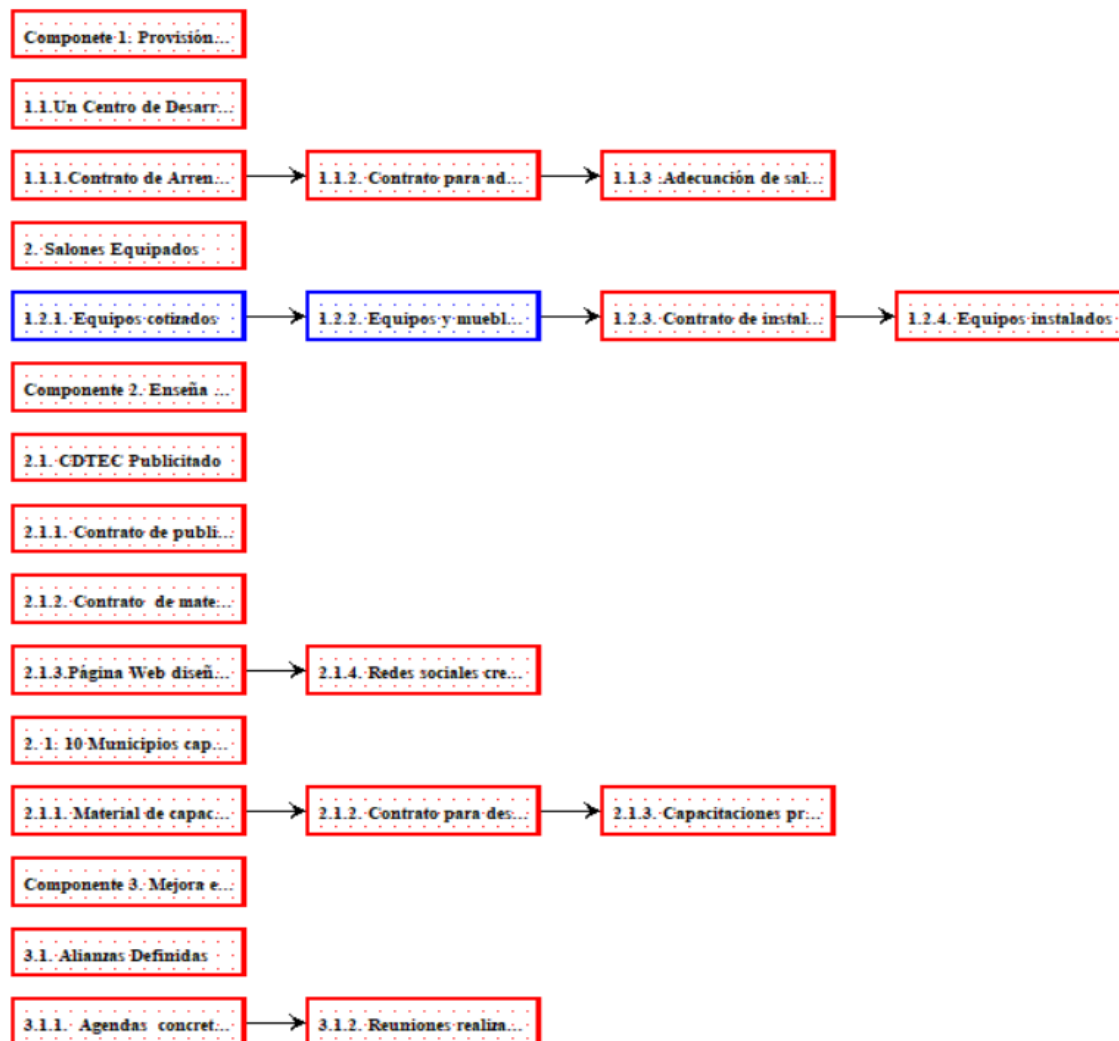 Componete 1: Provisión...
1.1.Un Centro de Desarr...
1.1.1.Contrato de Arren... 1.1.2. Contrato para ad... 1.1.3 :Adecuación de sal...
2. Salones Equipados
1.2.1. Equipos cotizados 1.2.2. Equipos y muebl... 1.2.3. Contrato de instal... 1.2.4. Equipos instalados
Componente 2. Enseña ...
2.1. CDTEC Publicitado
2.1.1. Contrato de publi...
2.1.2. Contrato de mate...
2.1.3.Página Web diseñ... 2.1.4. Redes sociales cre...
2. 1: 10 Municipios cap...
2.1.1. Material de capac... 2.1.2. Contrato para des... 2.1.3. Capacitaciones pr...
Componente 3. Mejora e...
3.1. Alianzas Definidas
3.1.1. Agendas concret... 3.1.2. Reuniones realiza...